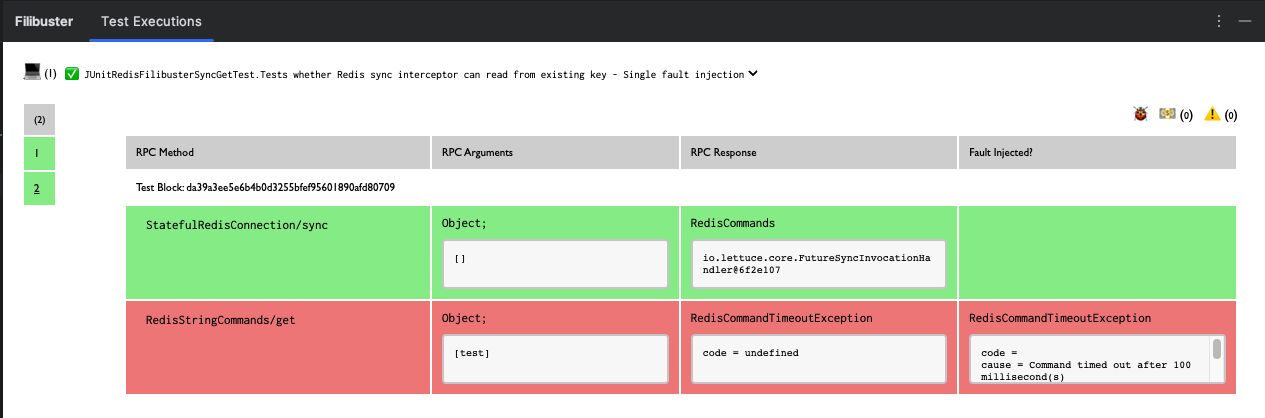 Filibuster Test Executions
(1) JUnitRedisFilibusterSyncGetTest.Tests whether Redis sync interceptor can read from existing key - Single fault injection
(0) (0)
(2)
1
2
RPC Method RPC Arguments RPC Response Fault Injected?
Test Block: da39a3ee5e6b4b0d3255bfef95601890afd80709
StatefulRedisConnection/sync Object; RedisCommands
[] io.lettuce.core.FutureSyncInvocationHa
ndler@6f2e107
RedisStringCommands/get Object; RedisCommandTimeoutException RedisCommandTimeoutException
[test] code = undefined code =
cause = Command timed out after 100
millisecond(s)